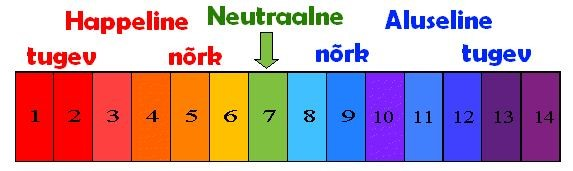 Happeline Neutraalne Aluseline
tugev nõrk nõrk tugev
1 2 3 4 5 6 7 8 9 10 11 12 13 14